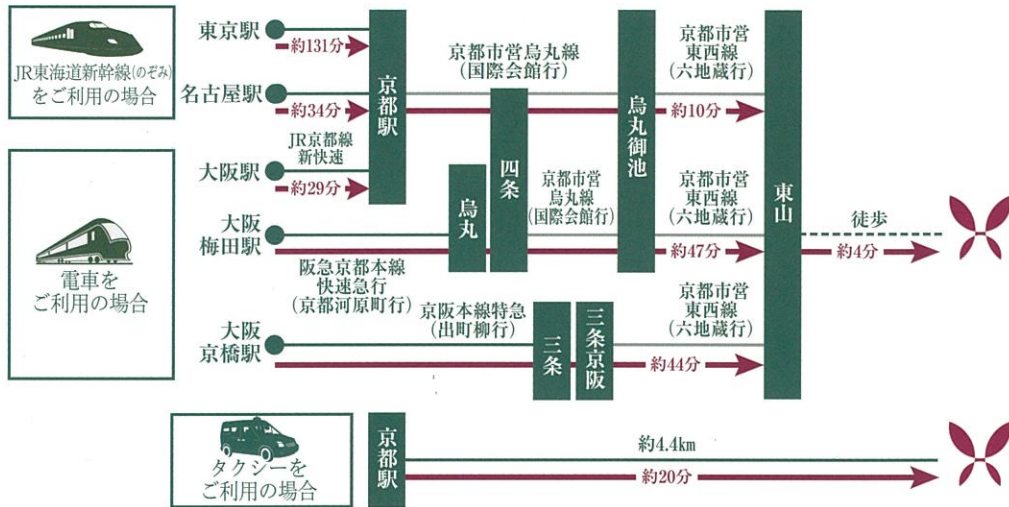 JR東海道新幹線(のぞみ)
をご利用の場合
東京駅
約131分
名古屋駅
約34分
京都駅
京都市営烏丸線
(国際会館行)
烏丸御池
京都市営
東西線
(六地蔵行)
約10分
東山
電車を
ご利用の場合
大阪駅
JR京都線
新快速
約29分
大阪
梅田駅
阪急京都本線
快速急行
(京都河原町行)
烏丸
四条
京都市営
烏丸線
(国際会館行)
京都市営
東西線
(六地蔵行)
約47分
徒歩
約4分
大阪
京橋駅
京阪本線特急
(出町柳行)
三条
三条京阪
京都市営
東西線
(六地蔵行)
約44分
タクシーを
ご利用の場合
京都駅
約4.4km
約20分